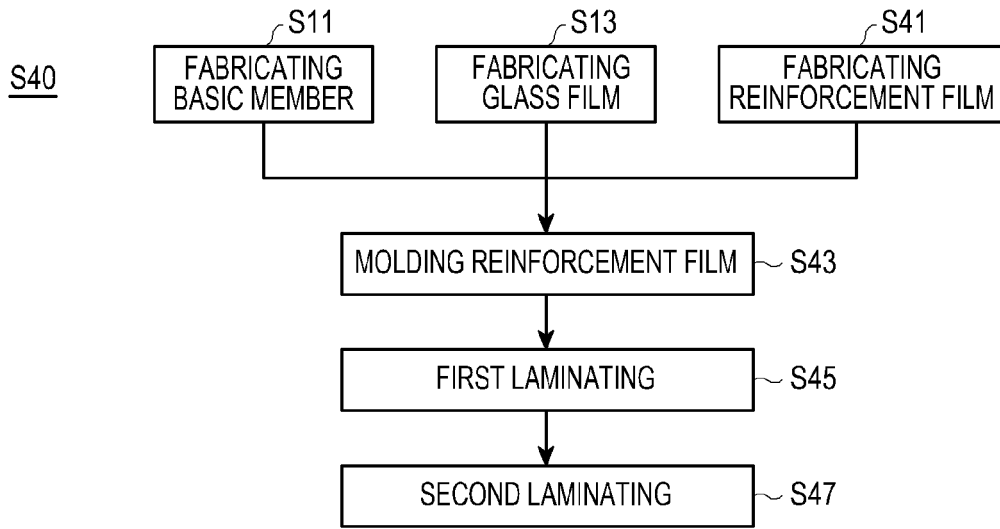 S40
S11
FABRICATING
BASIC MEMBER
S13
FABRICATING
GLASS FILM
S41
FABRICATING
REINFORCEMENT FILM
MOLDING REINFORCEMENT FILM
S43
FIRST LAMINATING
S45
SECOND LAMINATING
S47